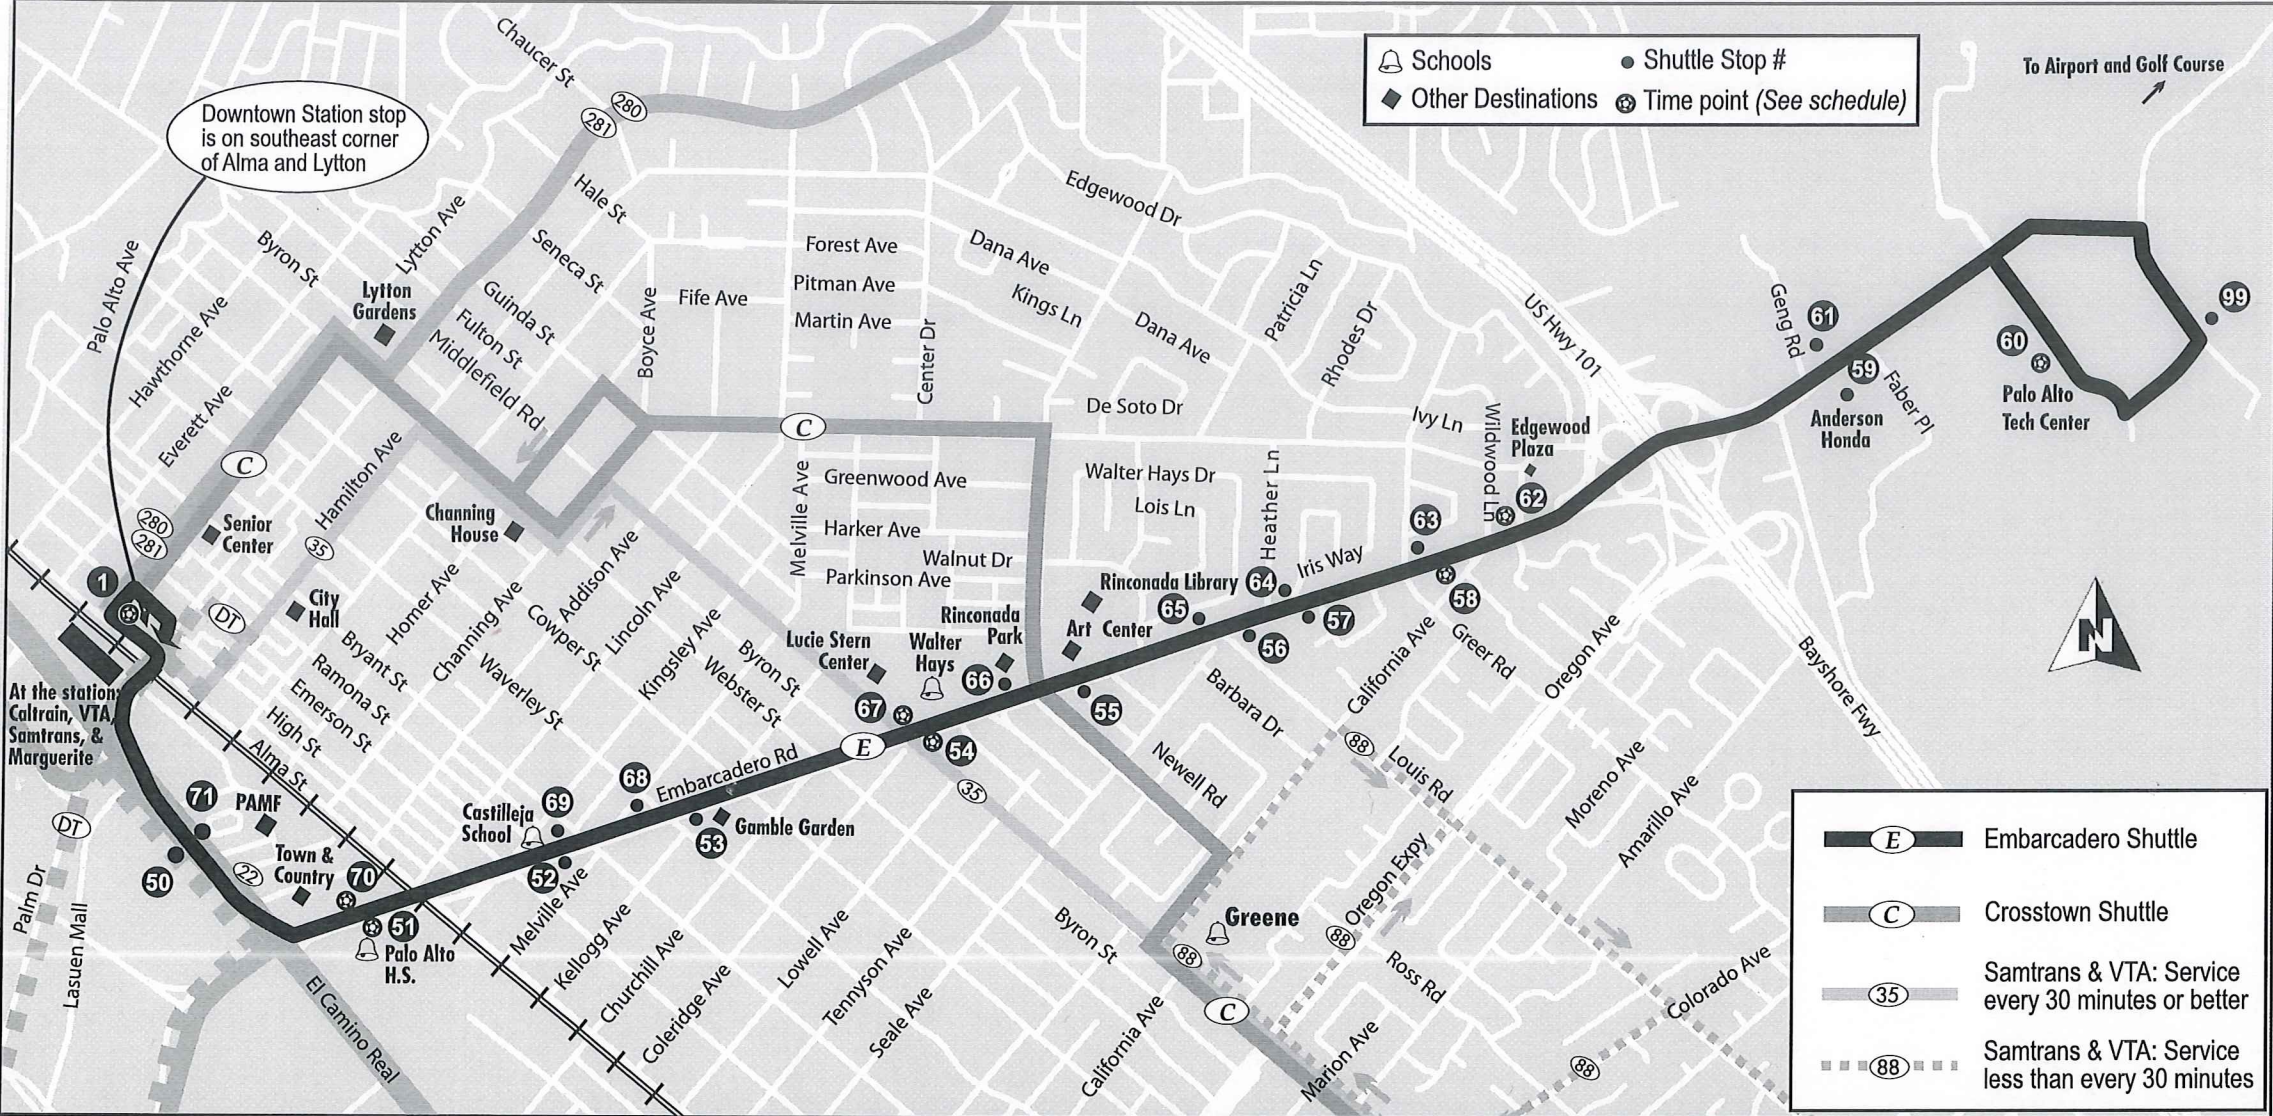 Chaucer St
280
281
Downtown Station stop
is on southeast corner
of Alma and Lytton
Schools
Shuttle Stop #
Other Destinations
Time point (See schedule)
To Airport and Golf Course
Palo Alto Ave
Byron St
Lytton Ave
Hale St
Seneca St
Edgewood Dr
Forest Ave
Dana Ave
Pitman Ave
Fife Ave
Boyce Ave
Martin Ave
Center Dr
Kings Ln
Dana Ave
Patricia Ln
Rhodes Dr
US Hwy 101
Geng Rd
61
99
59
Faber Pl
Anderson
Honda
60
Palo Alto
Tech Center
Lytton
Gardens
Guinda St
Fulton St
Middlefield Rd
Hawthorne Ave
Everett Ave
C
Hamilton Ave
C
De Soto Dr
Ivy Ln
Wildwood Ln
Edgewood
Plaza
62
63
Melville Ave
Greenwood Ave
Walter Hays Dr
Lois Ln
Heather Ln
Harker Ave
Walnut Dr
Parkinson Ave
Iris Way
280
281
Senior
Center
35
Channing
House
1
DT
City
Hall
Homer Ave
Channing Ave
Addison Ave
Lincoln Ave
Cowper St
Kingsley Ave
Bryant St
Ramona St
Emerson St
High St
Alma St
Waverley St
Webster St
Byron St
Lucie Stern
Center
Walter
Hays
Rinconada
Park
Rinconada Library
Art Center
64
65
66
67
54
55
56
57
58
Greer Rd
California Ave
Oregon Ave
Bayshore Fwy
N
Barbara Dr
Newell Rd
88
Louis Rd
Moreno Ave
Amarillo Ave
At the station:
Caltrain, VTA,
Samtrans, &
Marguerite
71
PAMF
50
22
Town &
Country
70
51
Palo Alto
H.S.
DT
Palm Dr
Lasuen Mall
Castilleja
School
69
68
52
Embarcadero Rd
E
53
Gamble Garden
35
Melville Ave
Kellogg Ave
Churchill Ave
Coleridge Ave
Lowell Ave
Tennyson Ave
Seale Ave
El Camino Real
Byron St
California Ave
88
Greene
88
Oregon Expy
Ross Rd
C
Marion Ave
Colorado Ave
88
E
Embarcadero Shuttle
C
Crosstown Shuttle
35
Samtrans & VTA: Service
every 30 minutes or better
88
Samtrans & VTA: Service
less than every 30 minutes